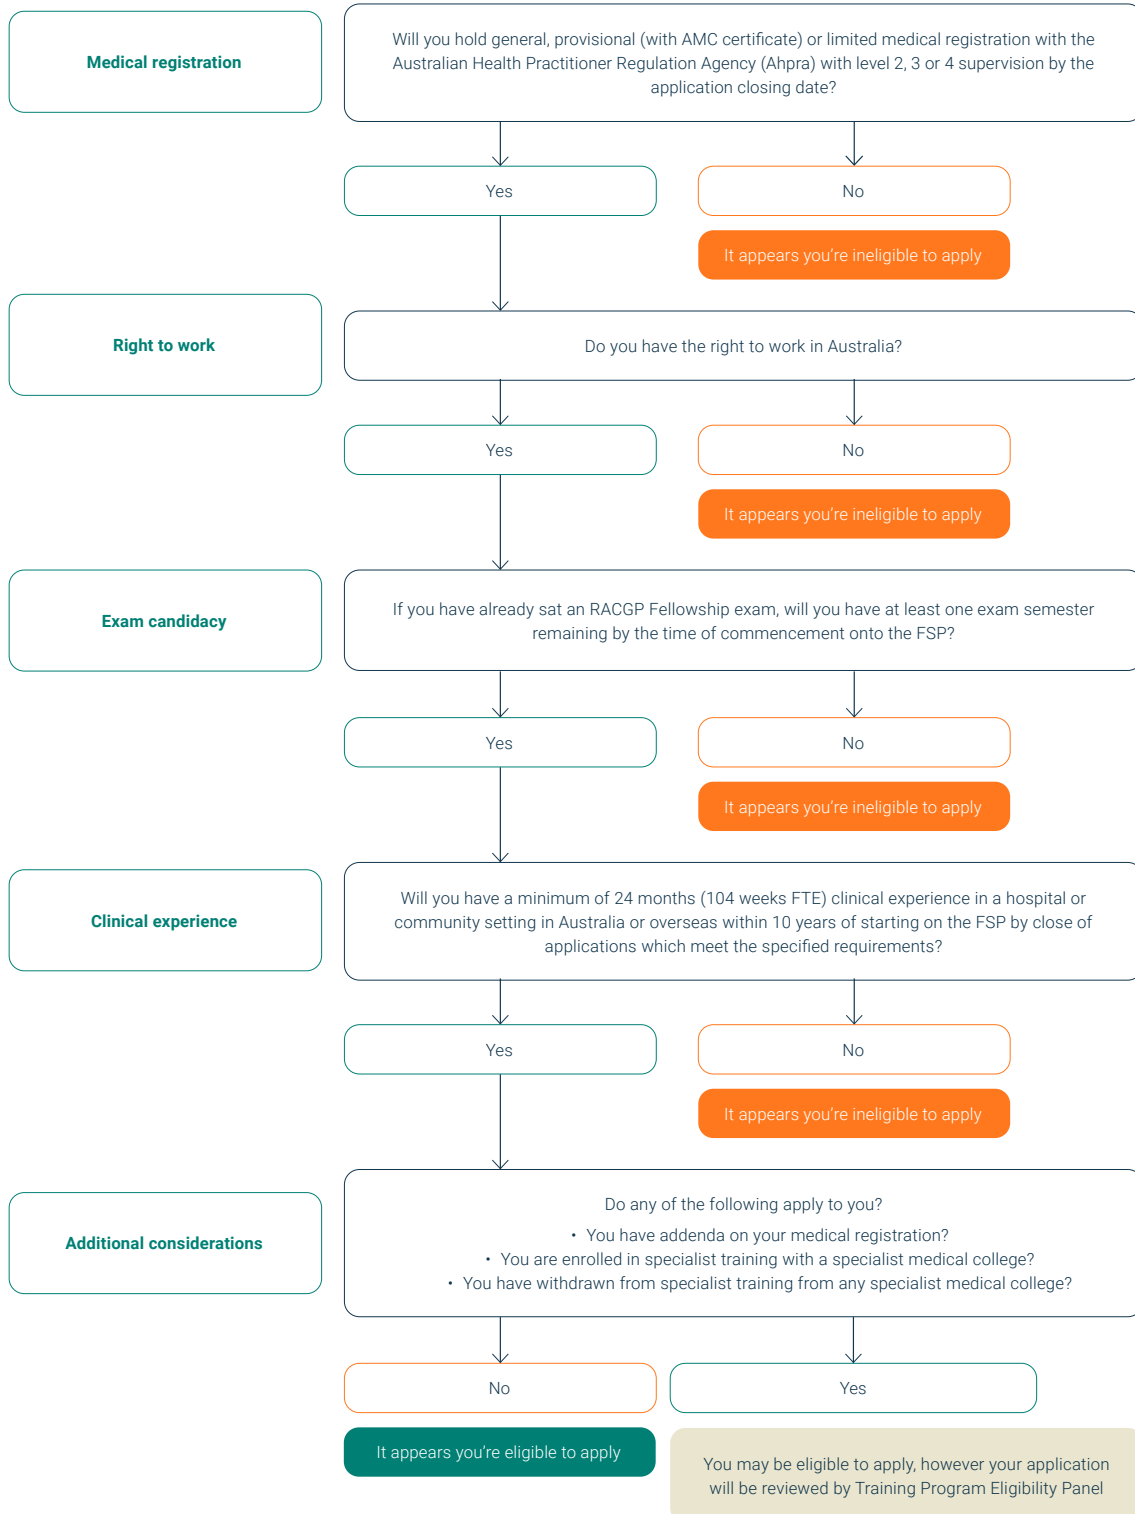 Medical registration
Will you hold general, provisional (with AMC certificate) or limited medical registration with the
Australian Health Practitioner Regulation Agency (Ahpra) with level 2, 3 or 4 supervision by the
application closing date?
Yes
No
It appears you’re ineligible to apply
Right to work
Do you have the right to work in Australia?
Yes
No
It appears you’re ineligible to apply
Exam candidacy
If you have already sat an RACGP Fellowship exam, will you have at least one exam semester
remaining by the time of commencement onto the FSP?
Yes
No
It appears you’re ineligible to apply
Clinical experience
Will you have a minimum of 24 months (104 weeks FTE) clinical experience in a hospital or
community setting in Australia or overseas within 10 years of starting on the FSP by close of
applications which meet the specified requirements?
Yes
No
It appears you’re ineligible to apply
Additional considerations
Do any of the following apply to you?
• You have addenda on your medical registration?
• You are enrolled in specialist training with a specialist medical college?
• You have withdrawn from specialist training from any specialist medical college?
No
Yes
It appears you’re eligible to apply
You may be eligible to apply, however your application
will be reviewed by Training Program Eligibility Panel